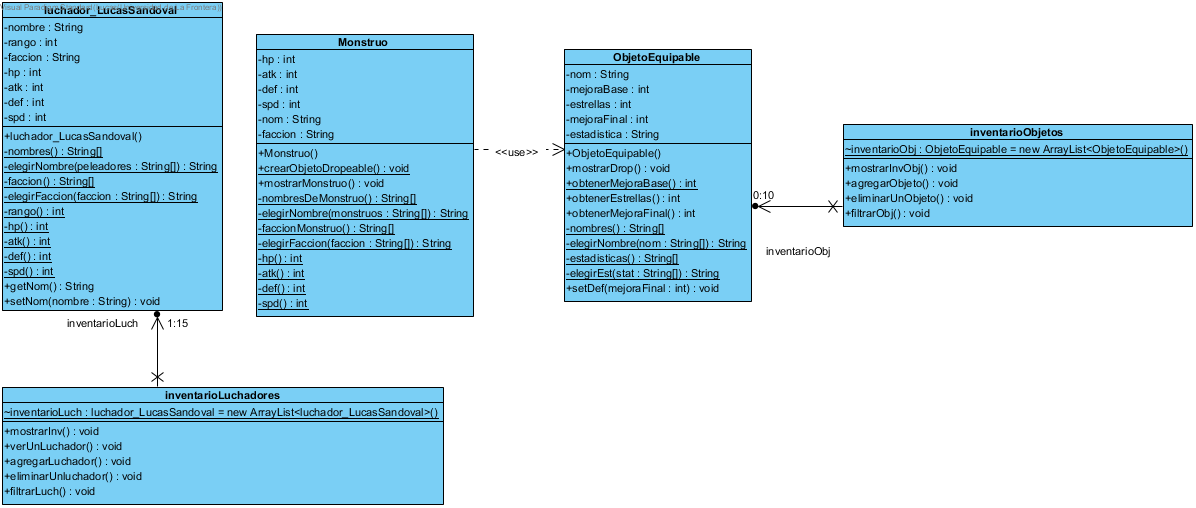 luchador_LucasSandoval
-nombre : String
-rango : int
-faccion : String
-hp : int
-atk : int
-def : int
-spd : int
+luchador_LucasSandoval()
-nombres() : String[]
-elegirNombre(peleadores : String[]) : String
-faccion() : String[]
-elegirFaccion(faccion : String[]) : String
-rango() : int
-hp() : int
-atk() : int
-def() : int
-spd() : int
+getNom() : String
+setNom(nombre : String) : void
Monstruo
-hp : int
-atk : int
-def : int
-spd : int
-nom : String
-faccion : String
+Monstruo()
+crearObjetoDropeable() : void
+mostrarMonstruo() : void
-nombresDeMonstruo() : String[]
-elegirNombre(monstruos : String[]) : String
-faccionMonstruo() : String[]
-elegirFaccion(faccion : String[]) : String
-hp() : int
-atk() : int
-def() : int
-spd() : int
<<use>>
ObjetoEquipable
-nom : String
-mejoraBase : int
-estrellas : int
-mejoraFinal : int
-estadistica : String
+ObjetoEquipable()
+mostrarDrop() : void
+obtenerMejoraBase() : int
+obtenerEstrellas() : int
+obtenerMejoraFinal() : int
-nombres() : String[]
-elegirNombre(nom : String[]) : String
-estadisticas() : String[]
-elegirEst(stat : String[]) : String
+setDef(mejoraFinal : int) : void
0:10
inventarioObj
inventarioObjetos
~inventarioObj : ObjetoEquipable = new ArrayList<ObjetoEquipable>()
+mostrarInvObj() : void
+agregarObjeto() : void
+eliminarUnObjeto() : void
+filtrarObj() : void
inventarioLuch
1:15
inventarioLuchadores
~inventarioLuch : luchador_LucasSandoval = new ArrayList<luchador_LucasSandoval>()
+mostrarInv() : void
+verUnLuchador() : void
+agregarLuchador() : void
+eliminarUnluchador() : void
+filtrarLuch() : void